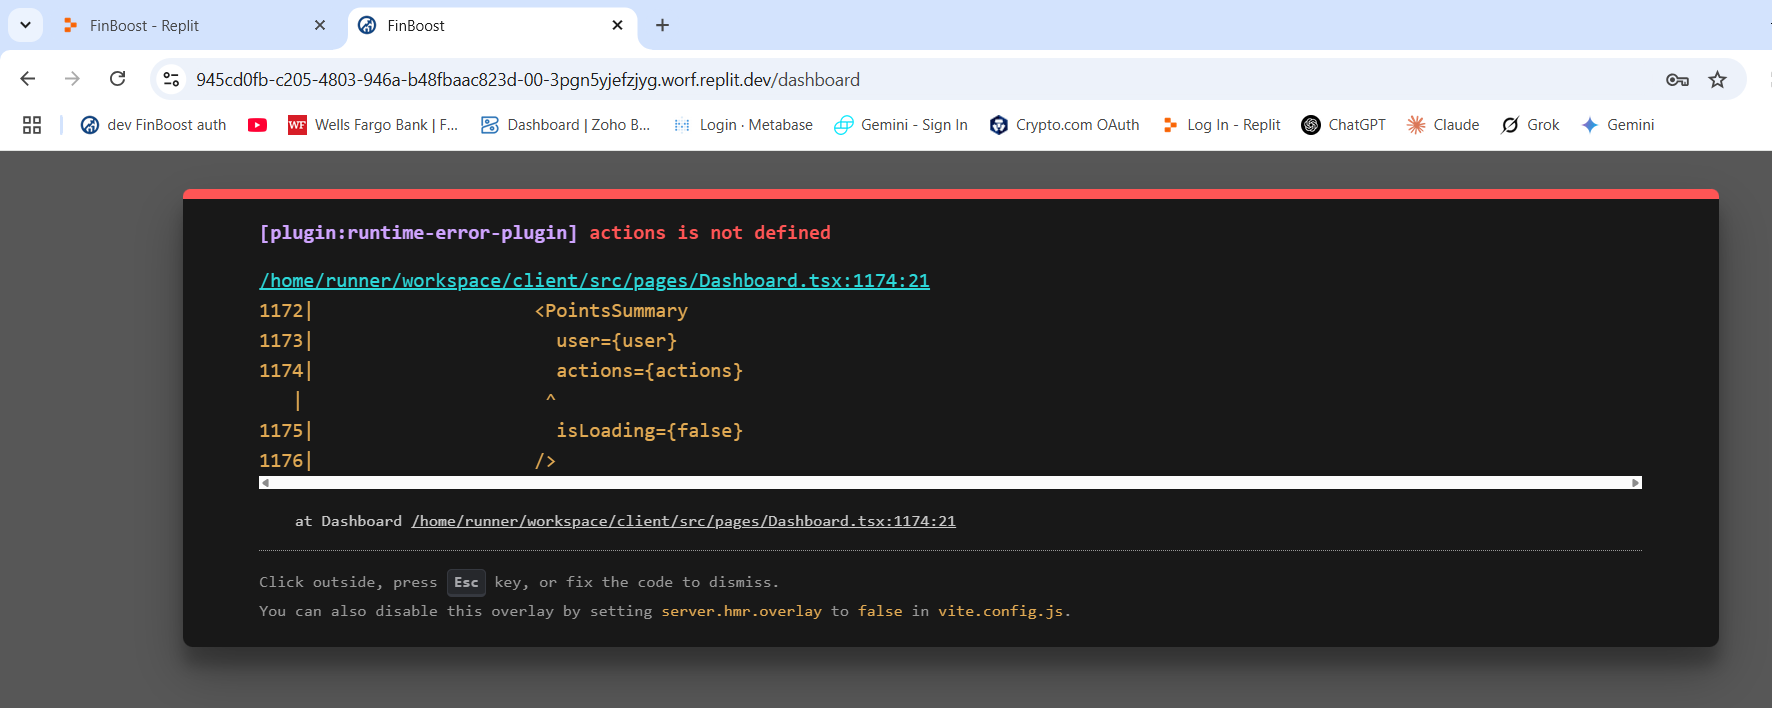 FinBoost - Replit
FinBoost
945cd0fb-c205-4803-946a-b48fbaac823d-00-3pgn5yjefzjyg.worf.replit.dev/dashboard
dev FinBoost auth WF Wells Fargo Bank | F... Dashboard | Zoho B... Login · Metabase Gemini - Sign In Crypto.com OAuth Log In - Replit ChatGPT Claude Grok Gemini
[plugin:runtime-error-plugin] actions is not defined
/home/runner/workspace/client/src/pages/Dashboard.tsx:1174:21
1172| <PointsSummary
1173| user={user}
1174| actions={actions}
| ^
1175| isLoading={false}
1176| />
at Dashboard /home/runner/workspace/client/src/pages/Dashboard.tsx:1174:21
Click outside, press Esc key, or fix the code to dismiss.
You can also disable this overlay by setting server.hmr.overlay to false in vite.config.js.